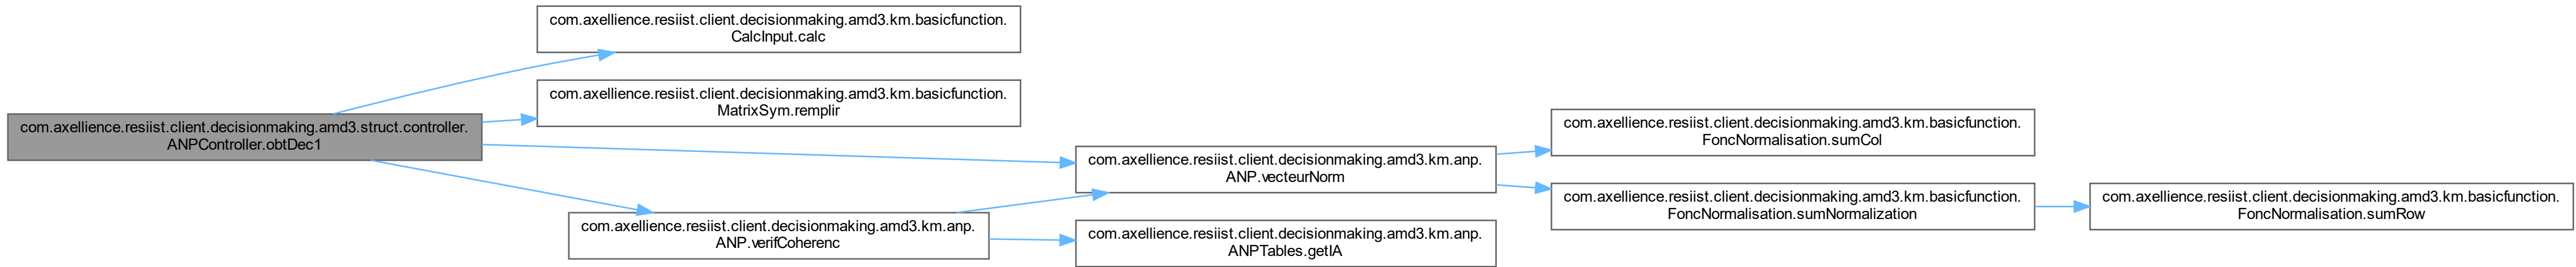 com.axellience.resiist.client.decisionmaking.amd3.struct.controller.
ANPController.obtDec1
com.axellience.resiist.client.decisionmaking.amd3.km.basicfunction.
CalcInput.calc
com.axellience.resiist.client.decisionmaking.amd3.km.basicfunction.
MatrixSym.remplir
com.axellience.resiist.client.decisionmaking.amd3.km.anp.
ANP.verifCoherenc
com.axellience.resiist.client.decisionmaking.amd3.km.anp.
ANP.vecteurNorm
com.axellience.resiist.client.decisionmaking.amd3.km.anp.
ANPTables.getIA
com.axellience.resiist.client.decisionmaking.amd3.km.basicfunction.
FoncNormalisation.sumCol
com.axellience.resiist.client.decisionmaking.amd3.km.basicfunction.
FoncNormalisation.sumNormalization
com.axellience.resiist.client.decisionmaking.amd3.km.basicfunction.
FoncNormalisation.sumRow